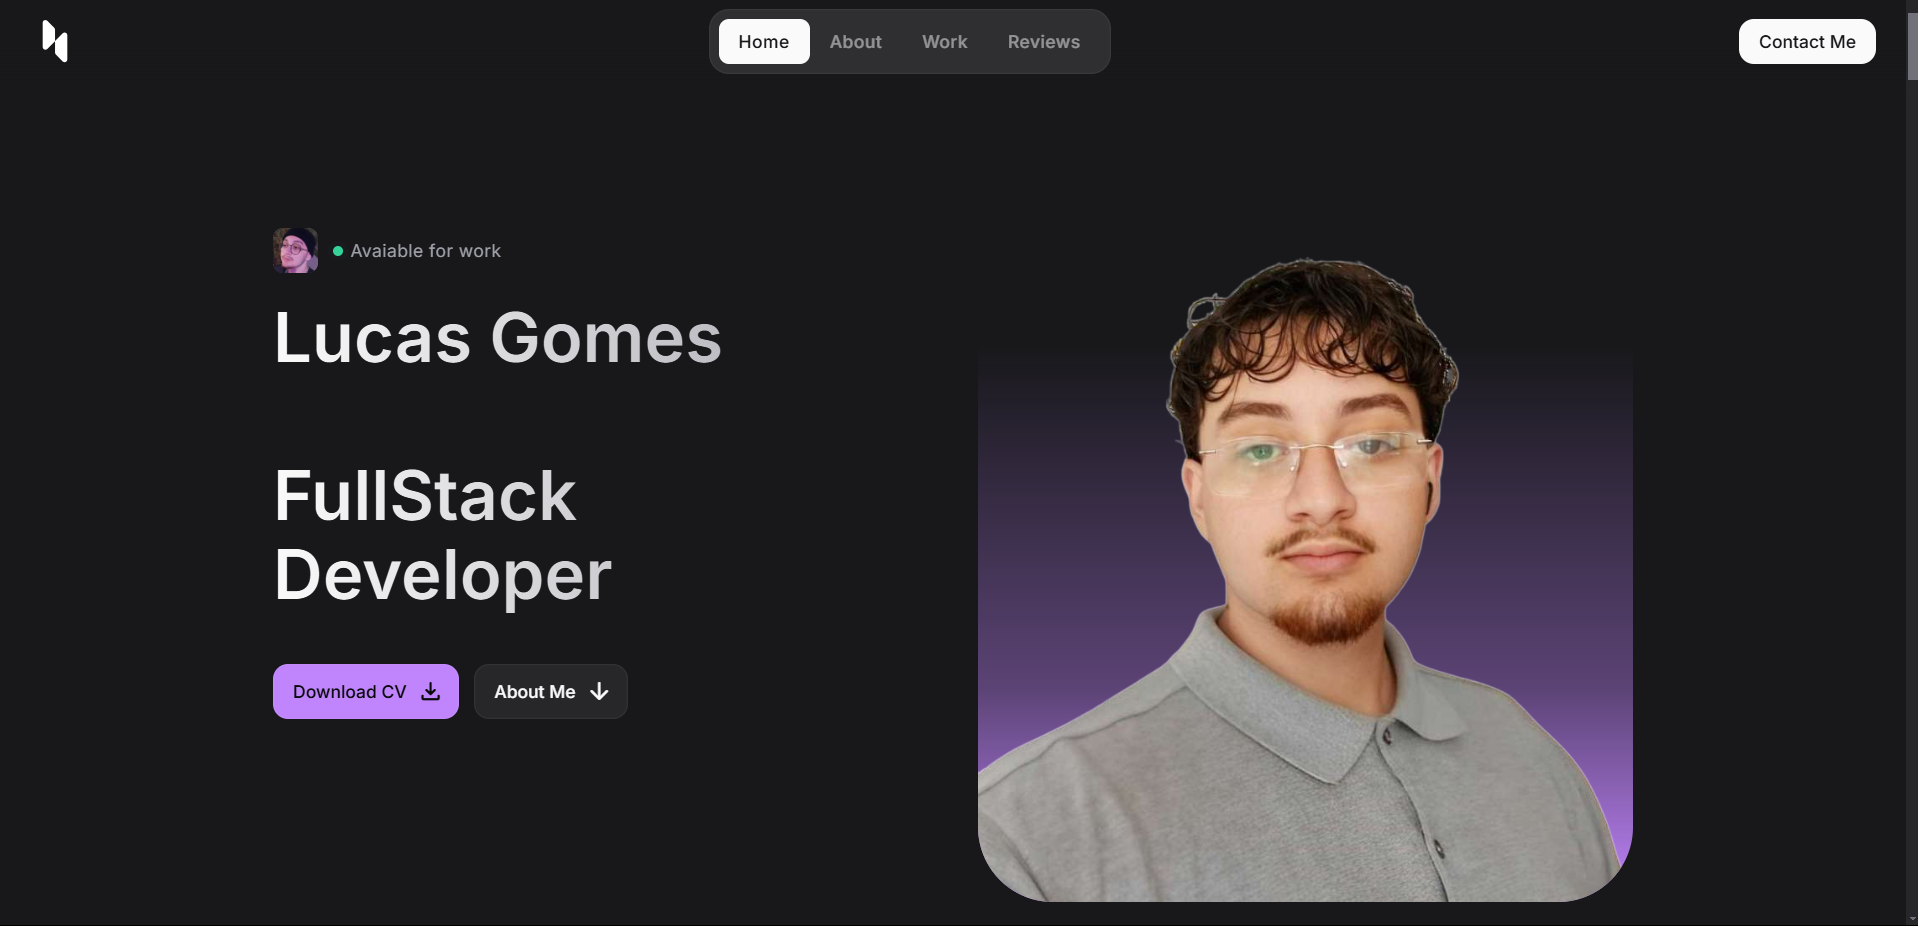 Home About Work Reviews
Contact Me
Avaiable for work
Lucas Gomes
FullStack
Developer
Download CV
About Me